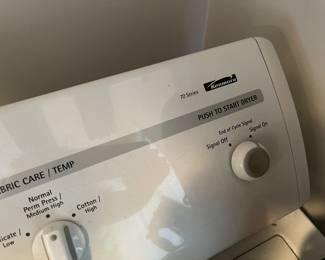 Kenmore
70 Series
PUSH TO START DRYER
End of Cycle Signal
Signal Off
Signal On
BRIC CARE / TEMP
Normal
Perm Press /
Medium High
Cotton /
High
icate /
Low